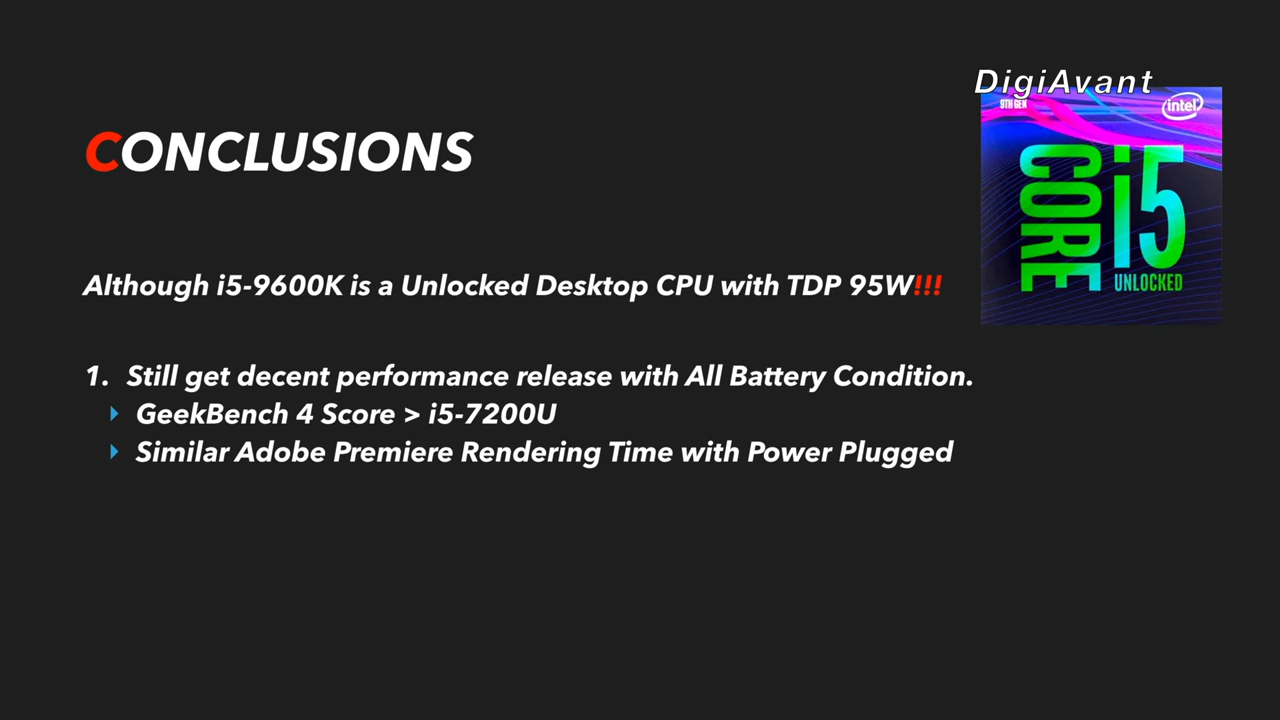 DigiAvant
9TH GEN
intel
CORE
i5
UNLOCKED
CONCLUSIONS
Although i5-9600K is a Unlocked Desktop CPU with TDP 95W!!!
1. Still get decent performance release with All Battery Condition.
GeekBench 4 Score > i5-7200U
Similar Adobe Premiere Rendering Time with Power Plugged